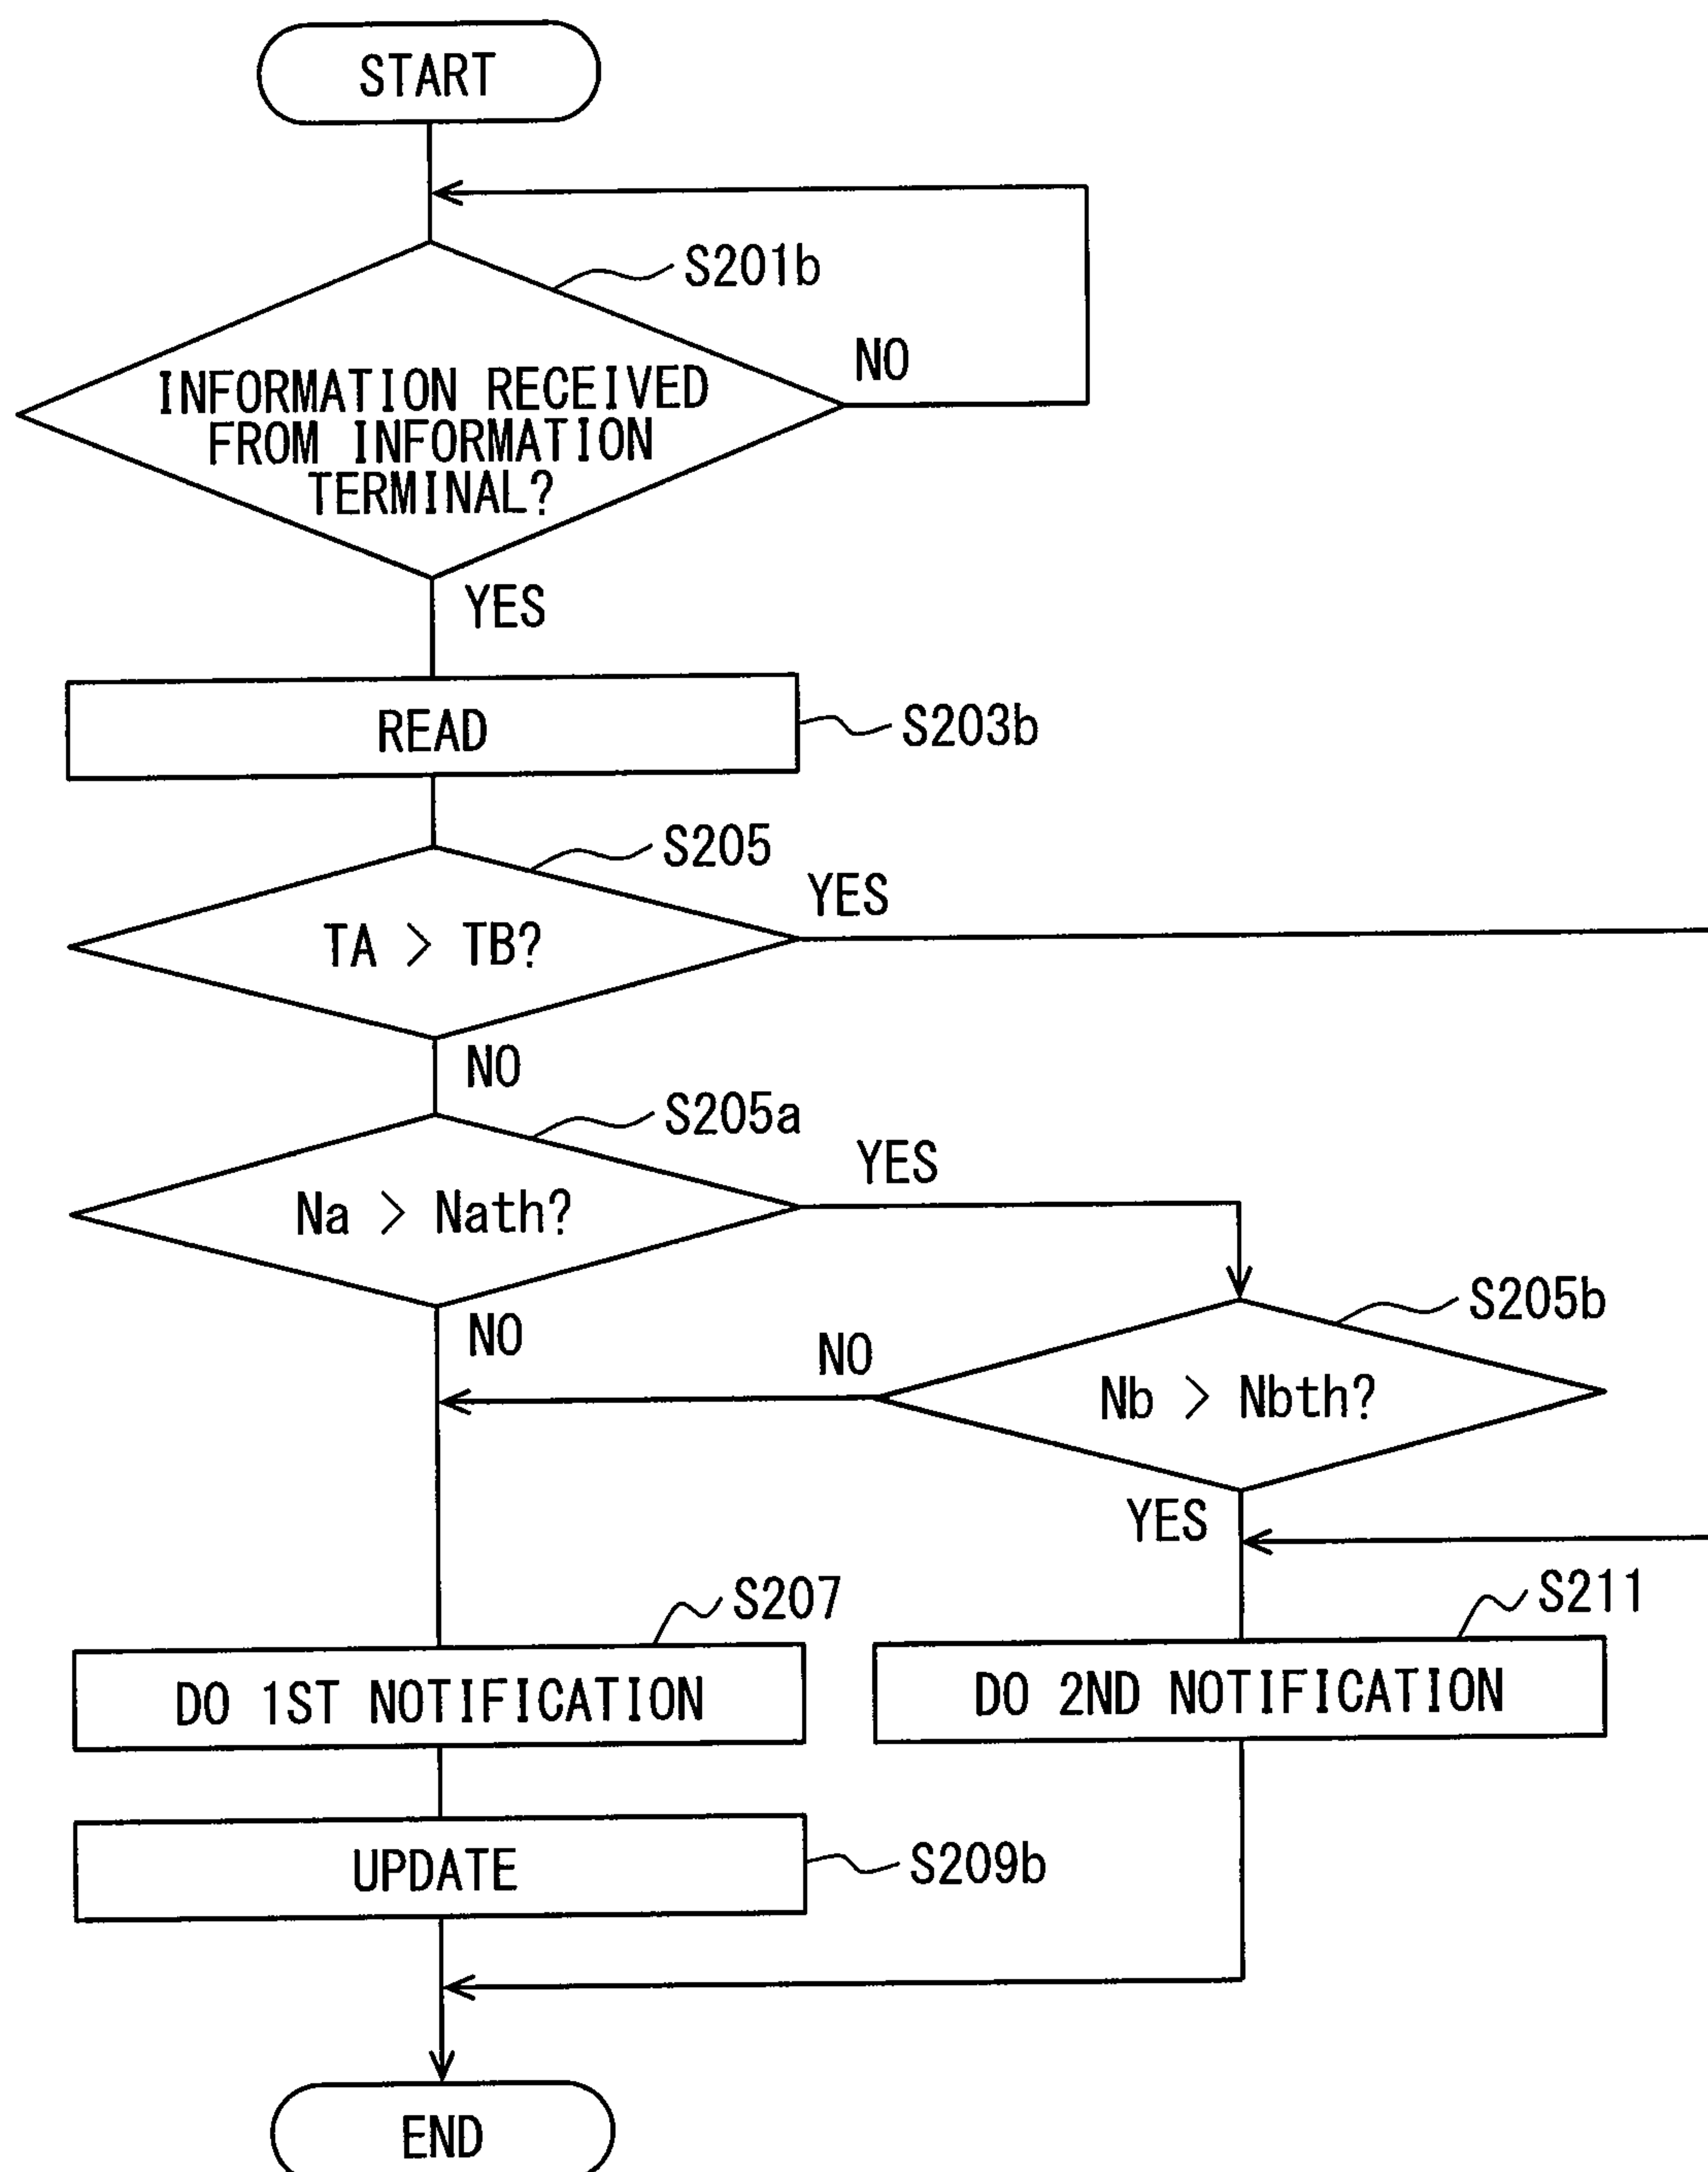 START
S201b
NO
INFORMATION RECEIVED
FROM INFORMATION
TERMINAL?
YES
READ
S203b
S205
YES
TA > TB?
NO
S205a
YES
Na > Nath?
NO
S205b
NO
Nb > Nbth?
YES
S207
S211
DO 1ST NOTIFICATION
DO 2ND NOTIFICATION
UPDATE
S209b
END